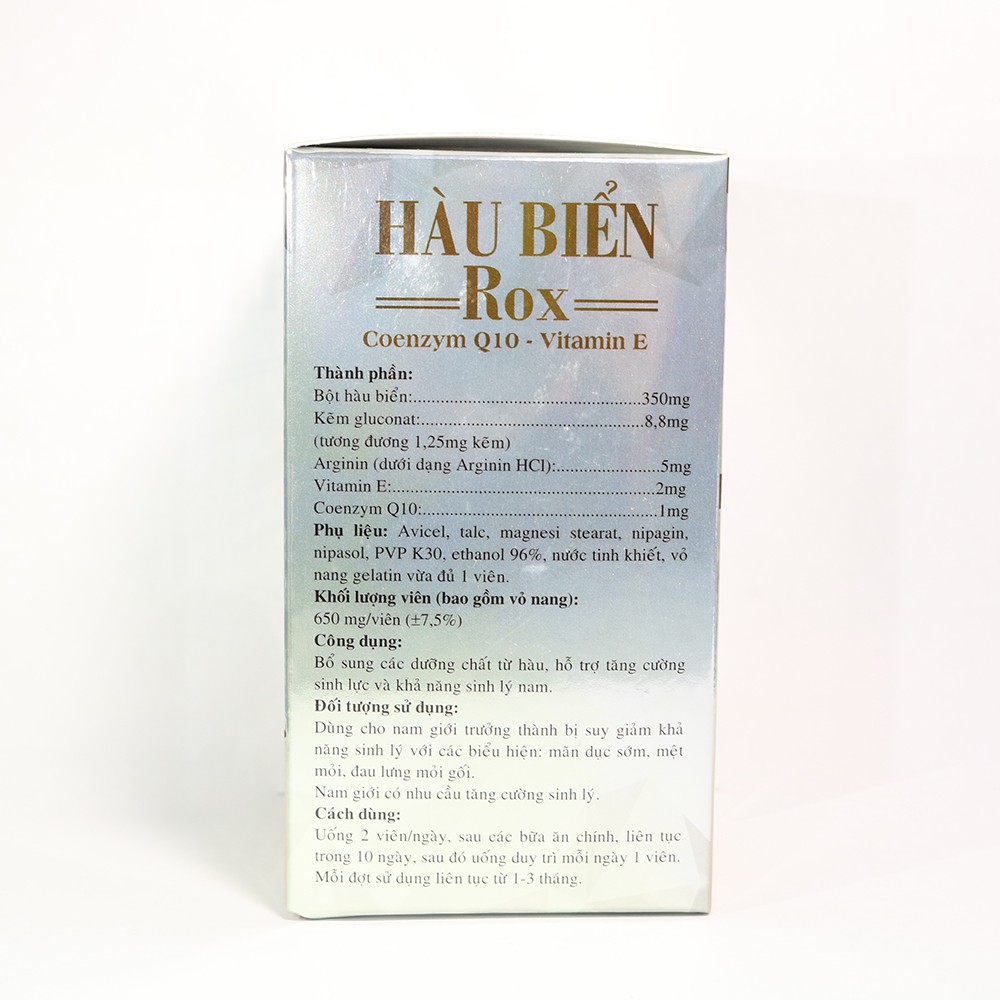 HÀU BIỂN
Rox
Coenzym Q10 - Vitamin E
Thành phần:
Bột hàu biển:..........................................350mg
Kẽm gluconat:.........................................8,8mg
(tương đương 1,25mg kẽm)
Arginin (dưới dạng Arginin HCl):...................5mg
Vitamin E:................................................2mg
Coenzym Q10:...........................................1mg
Phụ liệu: Avicel, talc, magnesi stearat, nipagin,
nipasol, PVP K30, ethanol 96%, nước tinh khiết, vỏ
nang gelatin vừa đủ 1 viên.
Khối lượng viên (bao gồm vỏ nang):
650 mg/viên (±7,5%)
Công dụng:
Bổ sung các dưỡng chất từ hàu, hỗ trợ tăng cường
sinh lực và khả năng sinh lý nam.
Đối tượng sử dụng:
Dùng cho nam giới trưởng thành bị suy giảm khả
năng sinh lý với các biểu hiện: mãn dục sớm, mệt
mỏi, đau lưng mỏi gối.
Nam giới có nhu cầu tăng cường sinh lý.
Cách dùng:
Uống 2 viên/ngày, sau các bữa ăn chính, liên tục
trong 10 ngày, sau đó uống duy trì mỗi ngày 1 viên.
Mỗi đợt sử dụng liên tục từ 1-3 tháng.